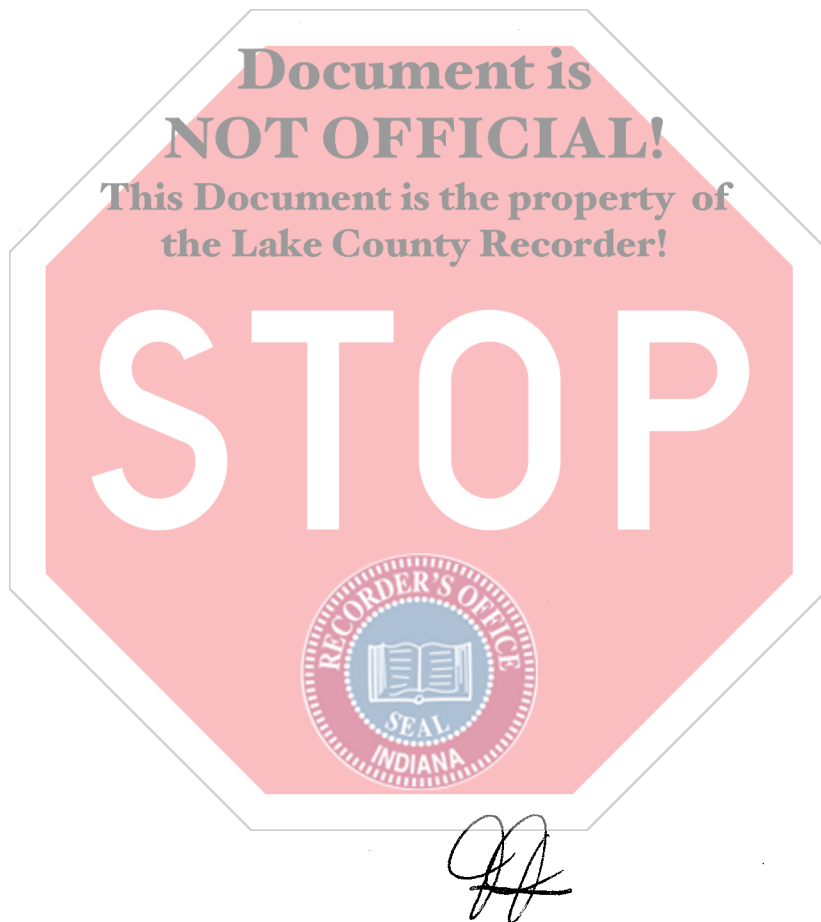 Document is
NOT OFFICIAL!
This Document is the property of
the Lake County Recorder!
STOP
RECORDER'S OFFICE
SEAL
INDIANA